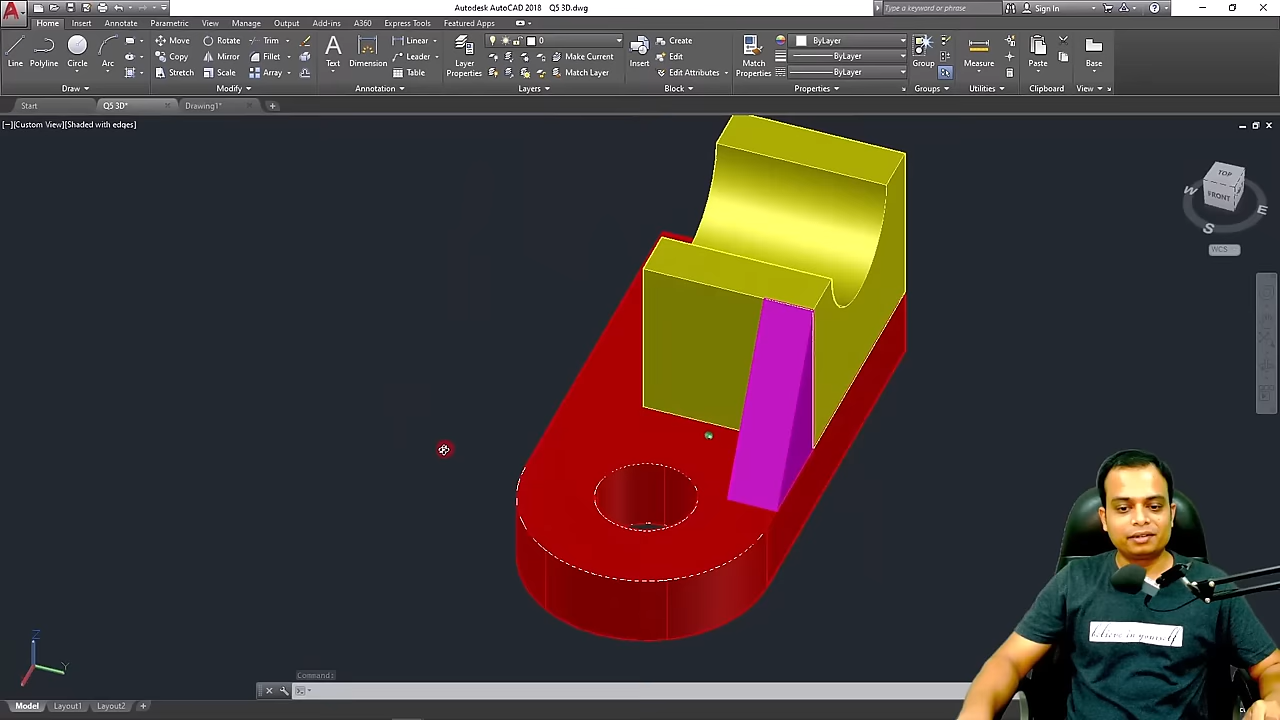 Autodesk AutoCAD 2018 Q5 3D.dwg
Type a keyword or phrase
Sign In
Home Insert Annotate Parametric View Manage Output Add-ins A360 Express Tools Featured Apps
Line Polyline Circle Arc
Move Rotate Trim
Copy Mirror Fillet
Stretch Scale Array
Text Dimension
Linear
Leader
Table
Layer Properties
0
Make Current
Match Layer
Insert
Create
Edit
Edit Attributes
Match Properties
ByLayer
ByLayer
ByLayer
Group
Measure
Paste
Base
Draw Modify Annotation Layers Block Properties Groups Utilities Clipboard View
Start Q5 3D* Drawing1*
[−][Custom View][Shaded with edges]
TOP
FRONT
W
S
E
WCS
believe in yourself
Z
Y
Command:
Model Layout1 Layout2